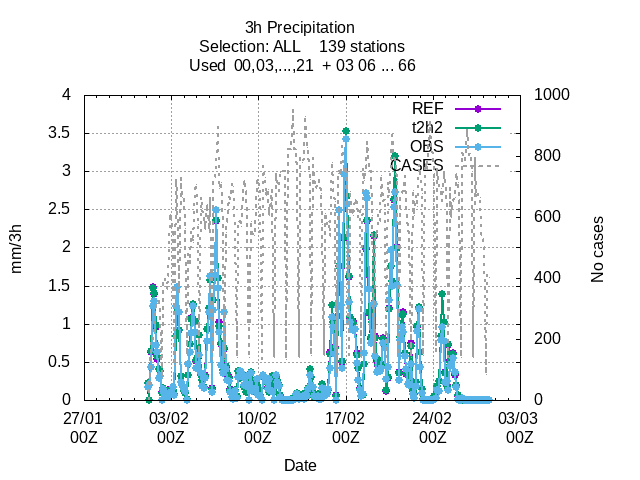 3h Precipitation
Selection: ALL 139 stations
Used 00,03,...,21 + 03 06 ... 66
4 1000
REF
3.5 t2h2
OBS
3 800
CASES
2.5 600
2
1.5 400
1 200
0.5
0 0
mm/3h
No cases
27/01 03/02 10/02 17/02 24/02 03/03
00Z 00Z 00Z 00Z 00Z 00Z
Date